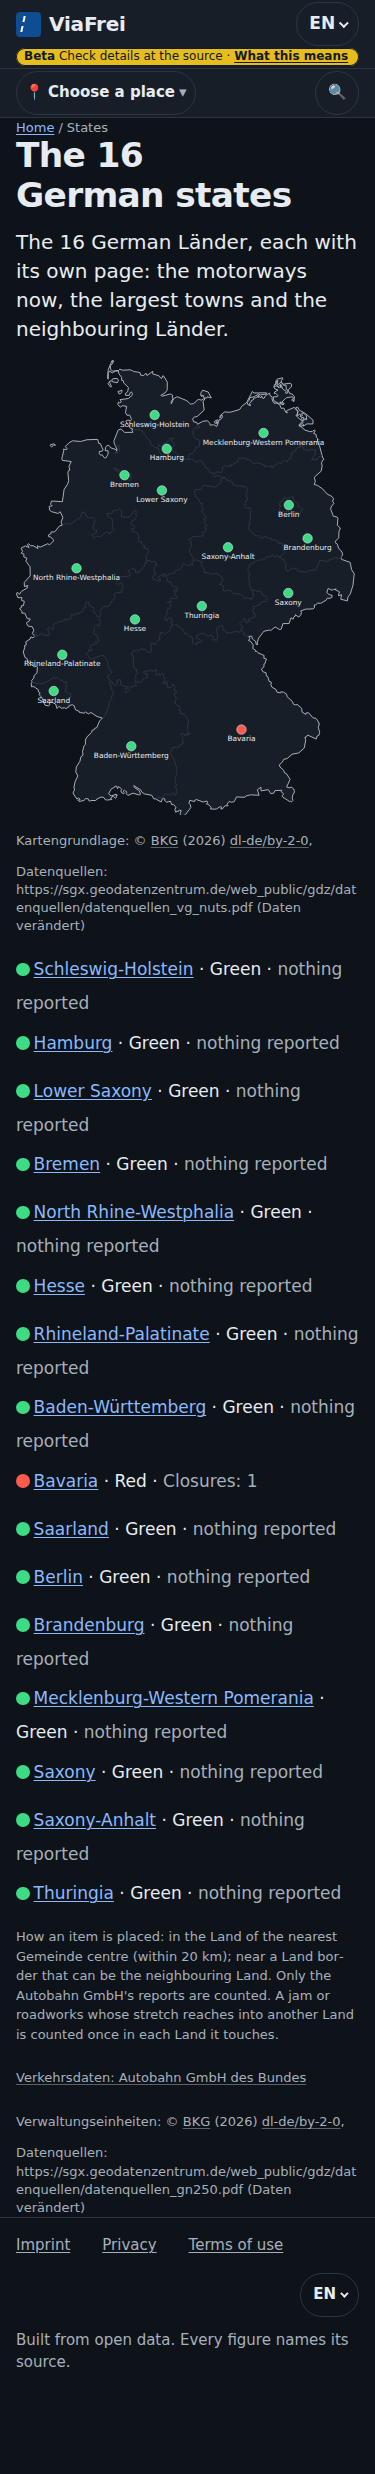 ViaFrei
EN
Beta Check details at the source · What this means
Choose a place ▾
Home / States
The 16
German states
The 16 German Länder, each with
its own page: the motorways
now, the largest towns and the
neighbouring Länder.
Schleswig-Holstein
Mecklenburg-Western Pomerania
Hamburg
Bremen
Lower Saxony
Berlin
Brandenburg
Saxony-Anhalt
North Rhine-Westphalia
Saxony
Thuringia
Hesse
Rhineland-Palatinate
Saarland
Bavaria
Baden-Württemberg
Kartengrundlage: © BKG (2026) dl-de/by-2-0,
Datenquellen:
https://sgx.geodatenzentrum.de/web_public/gdz/dat
enquellen/datenquellen_vg_nuts.pdf (Daten
verändert)
Schleswig-Holstein · Green · nothing
reported
Hamburg · Green · nothing reported
Lower Saxony · Green · nothing
reported
Bremen · Green · nothing reported
North Rhine-Westphalia · Green ·
nothing reported
Hesse · Green · nothing reported
Rhineland-Palatinate · Green · nothing
reported
Baden-Württemberg · Green · nothing
reported
Bavaria · Red · Closures: 1
Saarland · Green · nothing reported
Berlin · Green · nothing reported
Brandenburg · Green · nothing
reported
Mecklenburg-Western Pomerania ·
Green · nothing reported
Saxony · Green · nothing reported
Saxony-Anhalt · Green · nothing
reported
Thuringia · Green · nothing reported
How an item is placed: in the Land of the nearest
Gemeinde centre (within 20 km); near a Land bor-
der that can be the neighbouring Land. Only the
Autobahn GmbH's reports are counted. A jam or
roadworks whose stretch reaches into another Land
is counted once in each Land it touches.
Verkehrsdaten: Autobahn GmbH des Bundes
Verwaltungseinheiten: © BKG (2026) dl-de/by-2-0,
Datenquellen:
https://sgx.geodatenzentrum.de/web_public/gdz/dat
enquellen/datenquellen_gn250.pdf (Daten
verändert)
Imprint Privacy Terms of use
EN
Built from open data. Every figure names its
source.